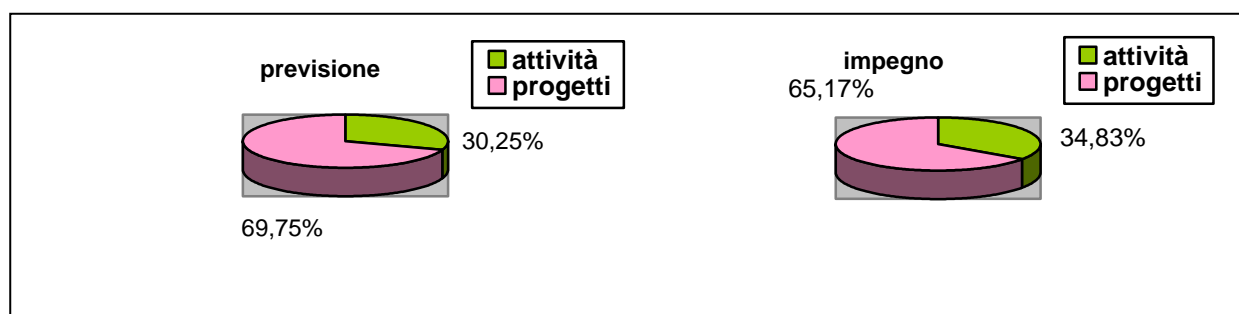 previsione
attività
progetti
30,25%
69,75%
impegno
65,17%
attività
progetti
34,83%